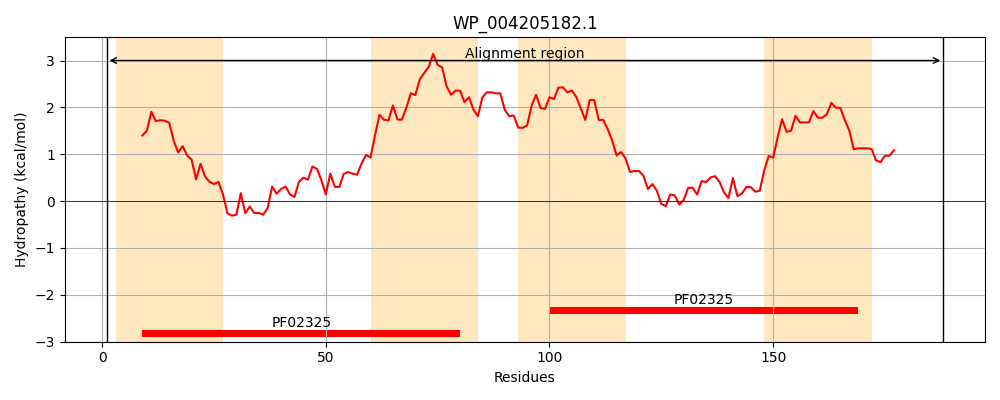 WP_004205182.1
Alignment region
3
2
1
0
−1
−2
−3
Hydropathy (kcal/mol)
PF02325
PF02325
0
50
100
150
Residues